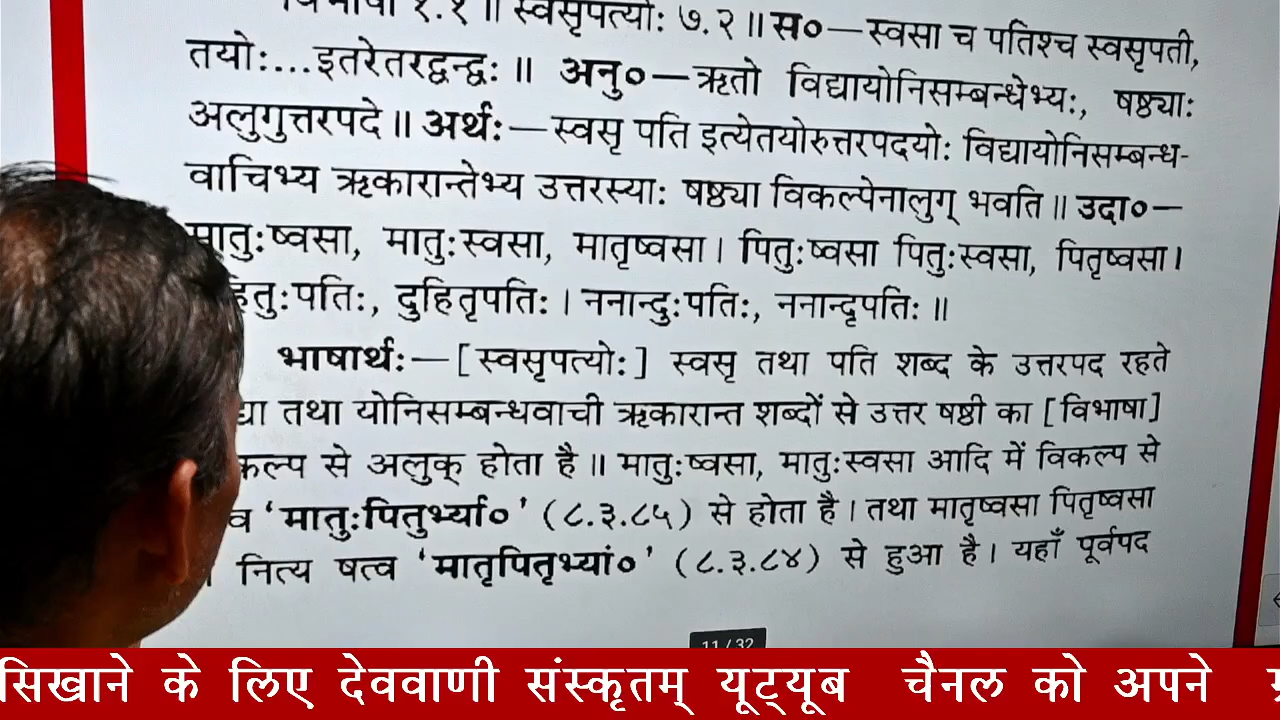 विभाषा १.१ ॥ स्वसृपत्योः ७.२ ॥ स०—स्वसा च पतिश्च स्वसृपती,
तयोः...इतरेतरद्वन्द्वः ॥ अनु०—ऋतो विद्यायोनिसम्बन्धेभ्यः, षष्ठ्याः
अलुगुत्तरपदे ॥ अर्थः—स्वसृ पति इत्येतयोरुत्तरपदयोः विद्यायोनिसम्बन्ध-
वाचिभ्य ऋकारान्तेभ्य उत्तरस्याः षष्ठ्या विकल्पेनालुग् भवति ॥ उदा०—
मातुःष्वसा, मातुःस्वसा, मातृष्वसा । पितुःष्वसा पितुःस्वसा, पितृष्वसा ।
हितुःपतिः, दुहितृपतिः । ननान्दुःपतिः, ननान्दृपतिः ॥
भाषार्थः—[स्वसृपत्योः] स्वसृ तथा पति शब्द के उत्तरपद रहते
द्या तथा योनिसम्बन्धवाची ऋकारान्त शब्दों से उत्तर षष्ठी का [विभाषा]
कल्प से अलुक् होता है ॥ मातुःष्वसा, मातुःस्वसा आदि में विकल्प से
व 'मातुःपितुर्भ्या०' (८.३.८५) से होता है । तथा मातृष्वसा पितृष्वसा
नित्य षत्व 'मातृपितृभ्यां०' (८.३.८४) से हुआ है । यहाँ पूर्वपद
11 / 32
सिखाने के लिए देववाणी संस्कृतम् यूट्यूब चैनल को अपने